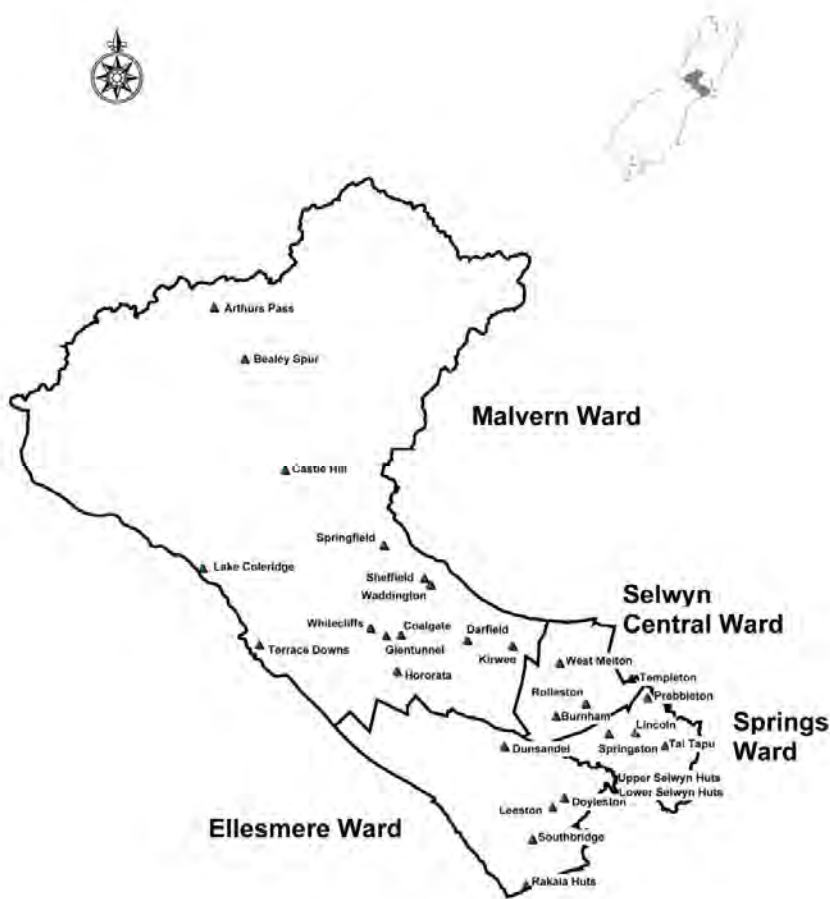 Arthurs Pass
Bealey Spur
Malvern Ward
Castle Hill
Springfield
Lake Coleridge
Sheffield
Waddington
Selwyn
Central Ward
Whitecliffs
Coalgate
Darfield
Glentunnel
Kirwee
Terrace Downs
West Melton
Hororata
Templeton
Rolleston
Prebbleton
Burnham
Lincoln
Springs
Ward
Dunsandel
Springston
Tai Tapu
Upper Selwyn Huts
Lower Selwyn Huts
Doyleston
Leeston
Ellesmere Ward
Southbridge
Rakaia Huts